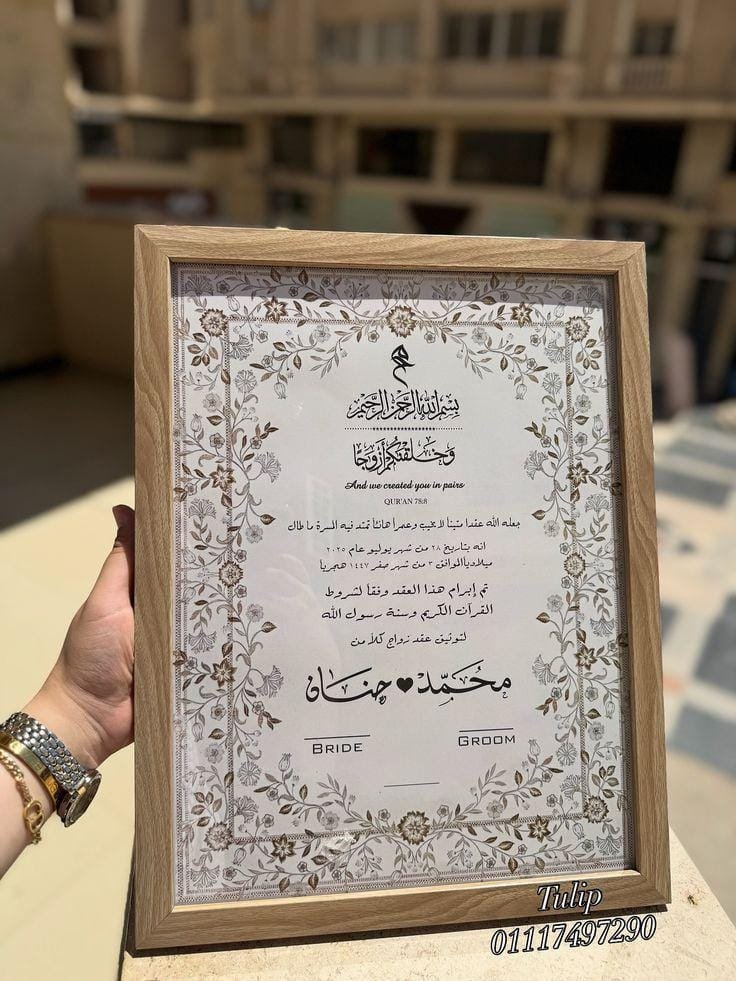 بسم الله الرحمن الرحيم
وخلقنكم أزوجا
And we created you in pairs
QUR'AN 78:8
جعله الله عقدا متينا لا يخيب وعمرا هانئا تمتد فيه المسرة ما طال
انه بتاريخ ٢٨ من شهر يوليو عام ٢٠٢٥
ميلاديا الموافق ٣ من شهر صفر ١٤٤٧ هجريا
تم إبرام هذا العقد وفقا لشروط
القرآن الكريم وسنة رسول الله
لتوثيق عقد زواج كلا من
محمد ♥ حنان
BRIDE GROOM
Tulip
01117497290